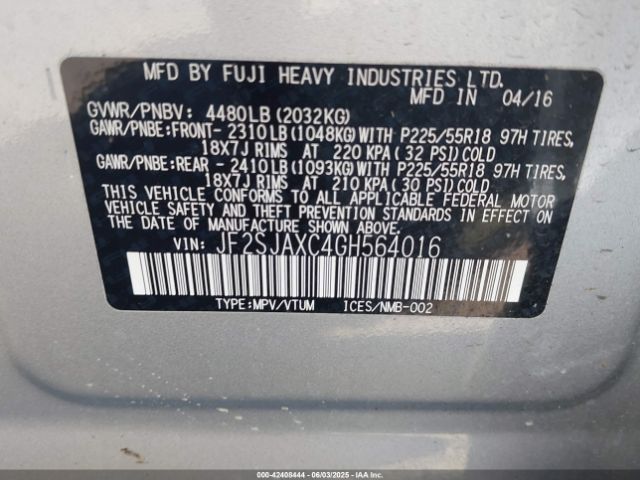 MFD BY FUJI HEAVY INDUSTRIES LTD.
MFD IN 04/16
GVWR/PNBV: 4480LB (2032KG)
GAWR/PNBE:FRONT- 2310LB (1048KG) WITH P225/55R18 97H TIRES,
18X7J RIMS AT 220 KPA( 32 PSI) COLD
GAWR/PNBE:REAR - 2410LB (1093KG) WITH P225/55R18 97H TIRES,
18X7J RIMS AT 210 KPA( 30 PSI) COLD
THIS VEHICLE CONFORMS TO ALL APPLICABLE FEDERAL MOTOR
VEHICLE SAFETY AND THEFT PREVENTION STANDARDS IN EFFECT ON
THE DATE OF MANUFACTURE SHOWN ABOVE.
VIN: JF2SJAXC4GH564016
TYPE:MPV/VTUM ICES/NMB-002
000-42408444 - 06/03/2025 - IAAI.COM